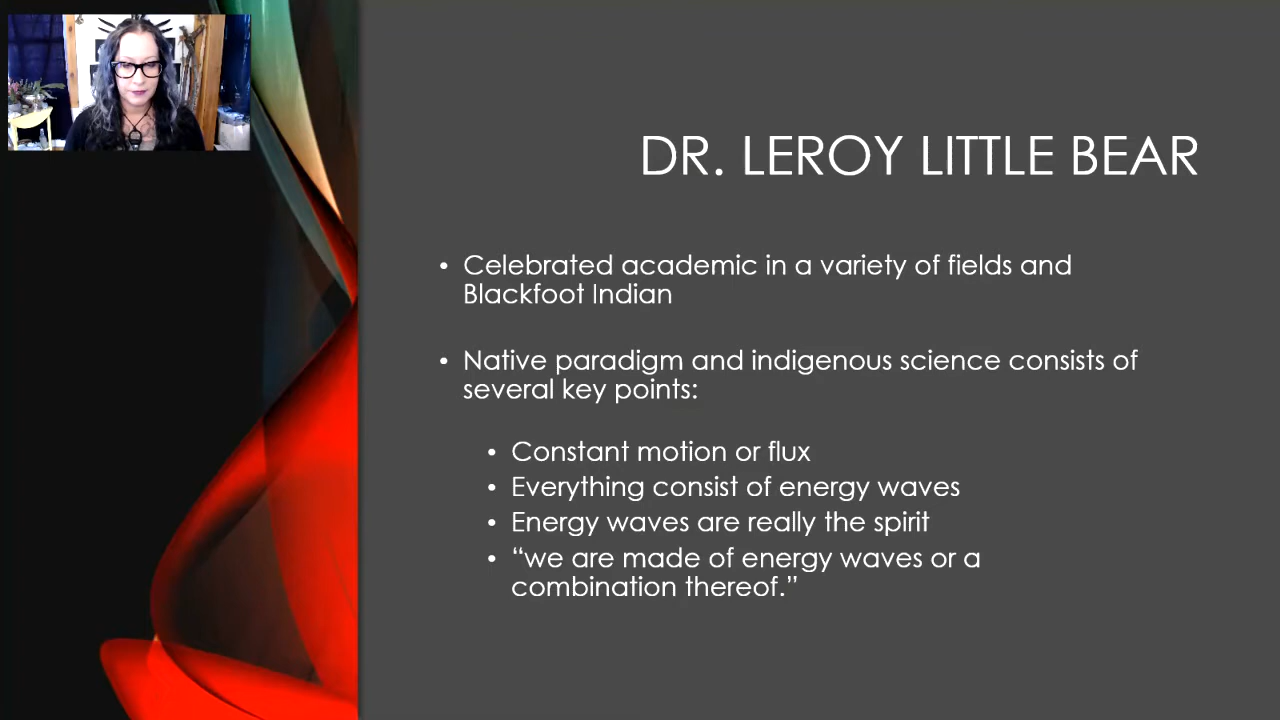 DR. LEROY LITTLE BEAR
• Celebrated academic in a variety of fields and
Blackfoot Indian
• Native paradigm and indigenous science consists of
several key points:
• Constant motion or flux
• Everything consist of energy waves
• Energy waves are really the spirit
• “we are made of energy waves or a
combination thereof.”